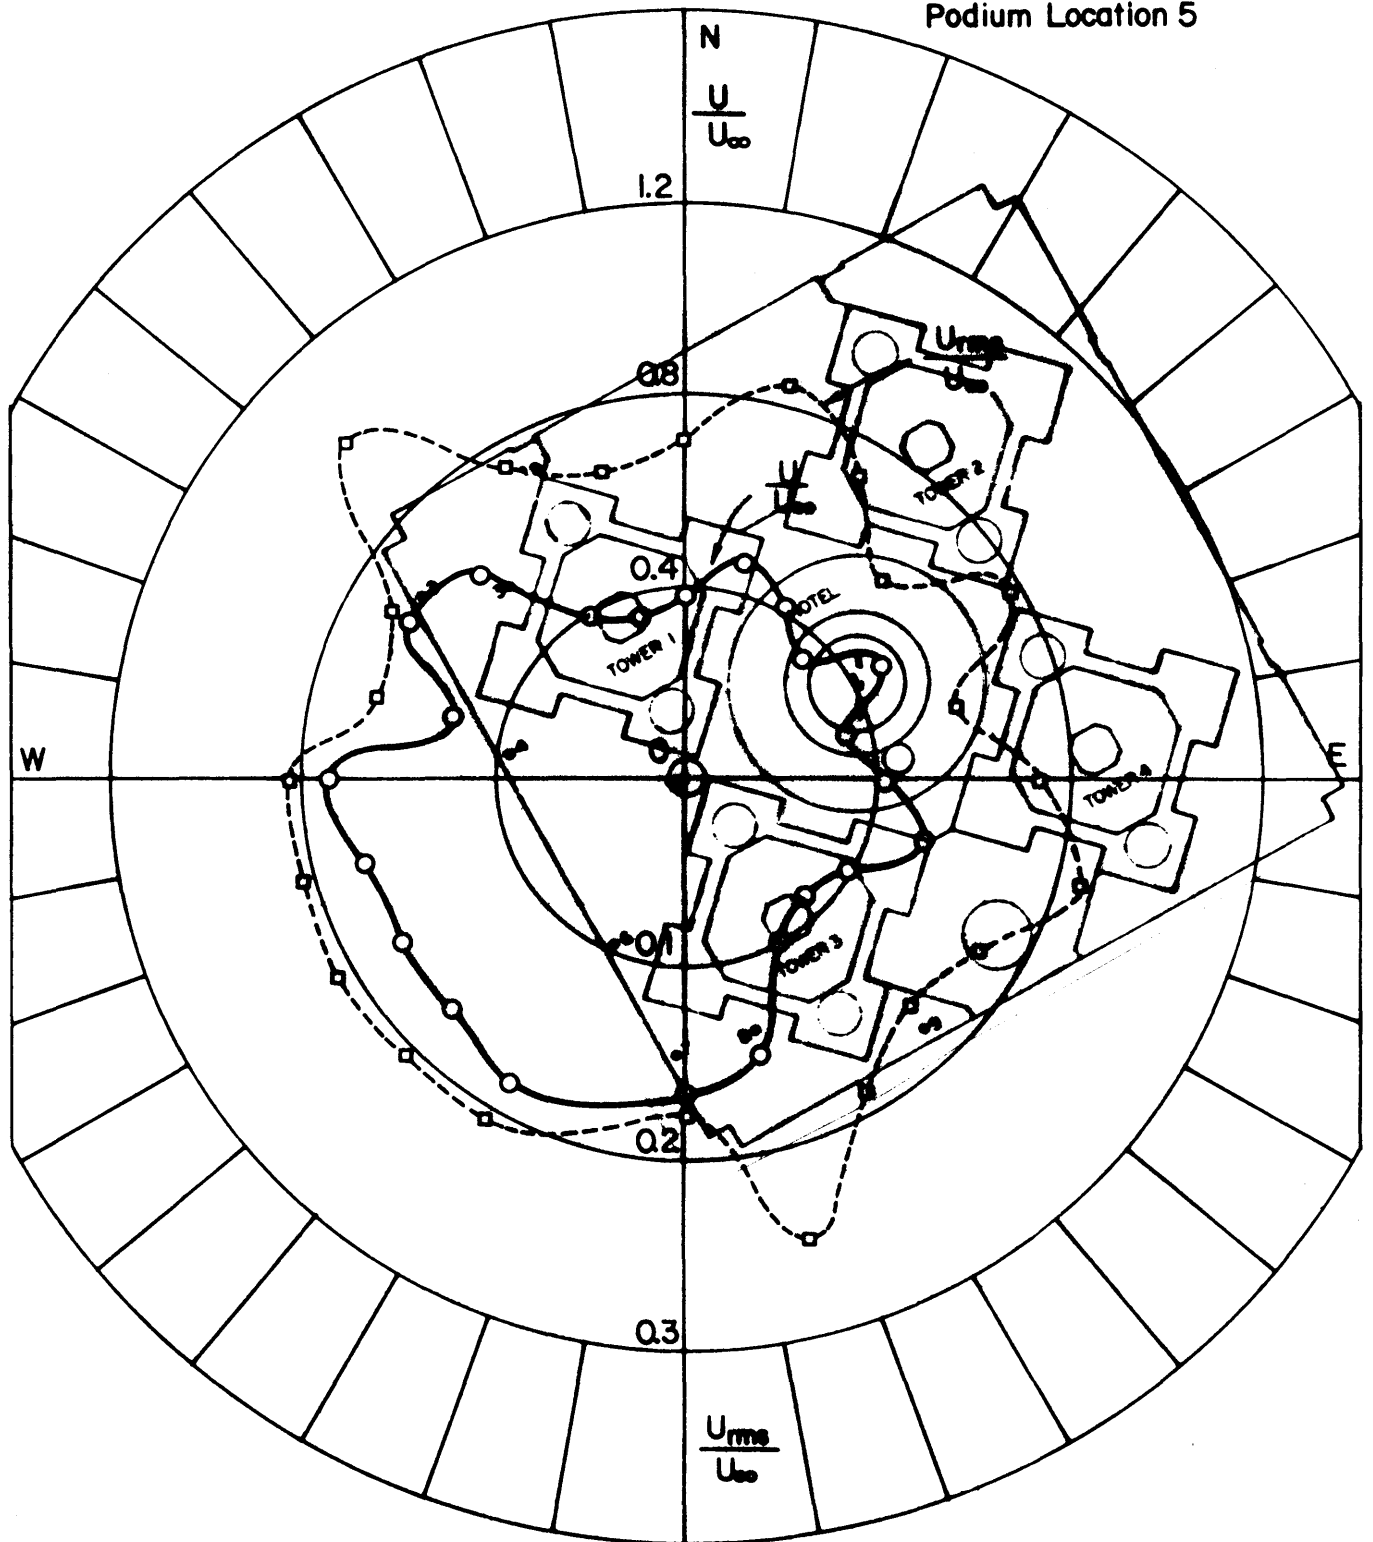 Podium Location 5
N
U
U∞
1.2
Urms
U∞
0.8
TOWER 2
U
U∞
0.4
HOTEL
TOWER 1
W
E
TOWER 4
0.1
TOWER 3
0.2
0.3
Urms
U∞